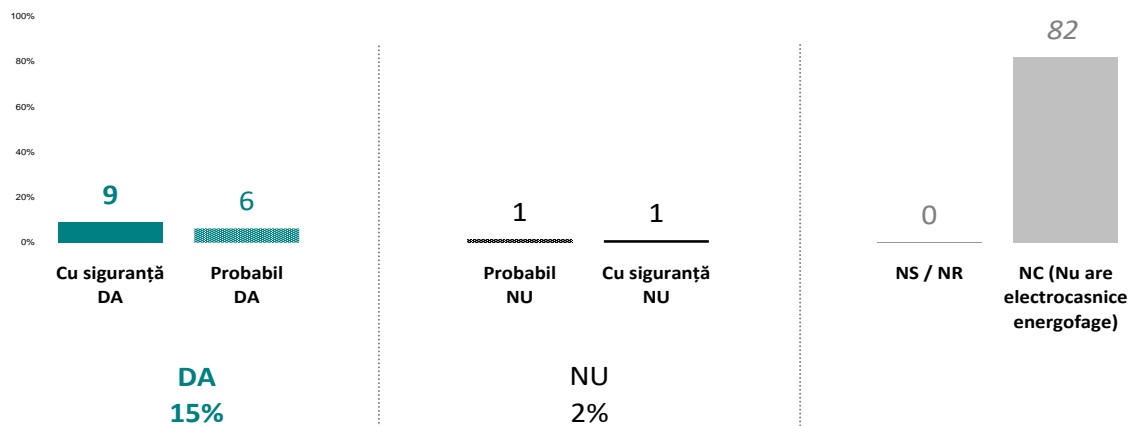 100%
80%
60%
40%
20%
0%
9
6
1
1
0
82
Cu siguranță
DA
Probabil
DA
Probabil
NU
Cu siguranță
NU
NS / NR
NC (Nu are
electrocasnice
energofage)
DA
15%
NU
2%